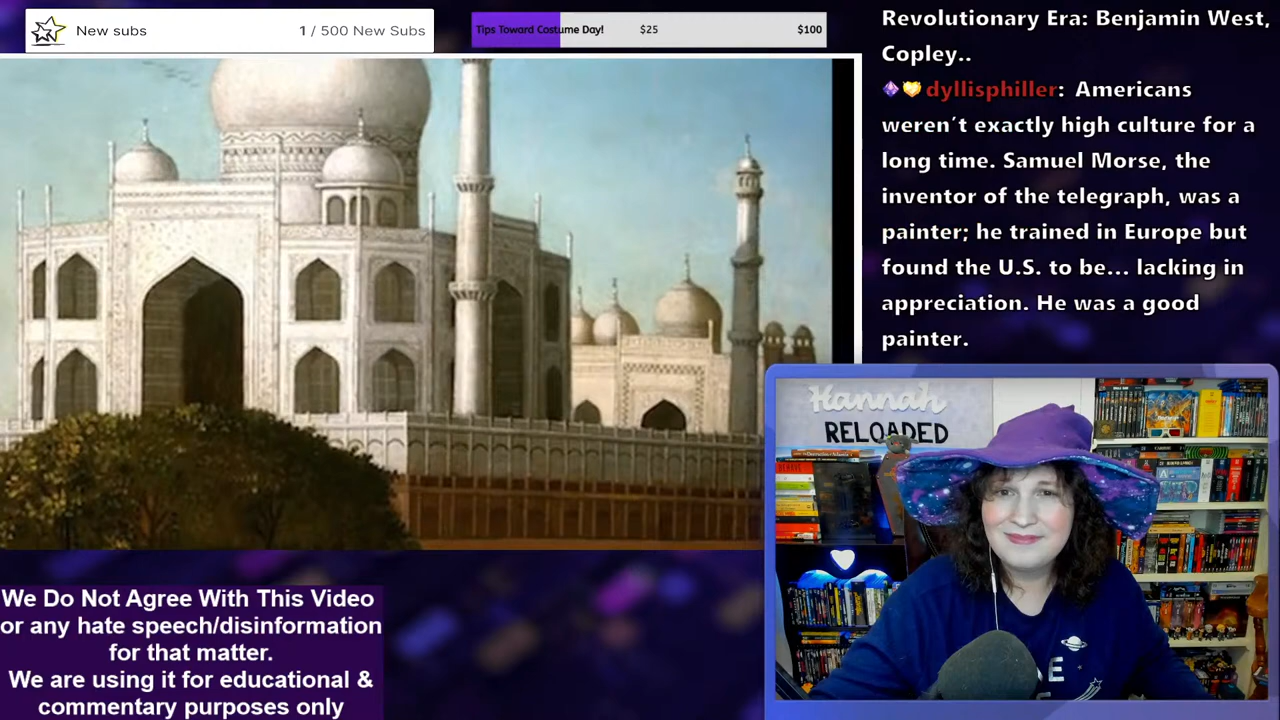 New subs
1 / 500 New Subs
Tips Toward Costume Day!
$25
$100
Revolutionary Era: Benjamin West,
Copley..
dyllisphiller: Americans
weren't exactly high culture for a
long time. Samuel Morse, the
inventor of the telegraph, was a
painter; he trained in Europe but
found the U.S. to be... lacking in
appreciation. He was a good
painter.
Hannah
RELOADED
We Do Not Agree With This Video
or any hate speech/disinformation
for that matter.
We are using it for educational &
commentary purposes only